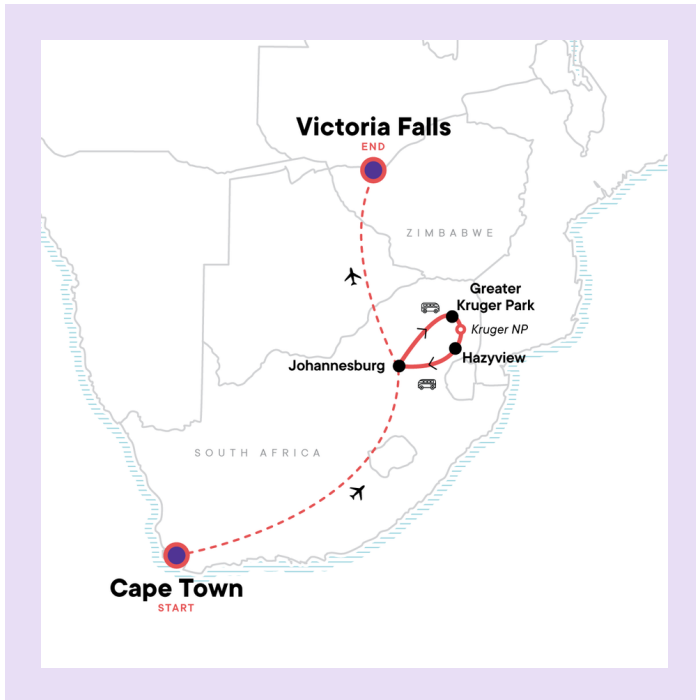 Victoria Falls
END
ZIMBABWE
Greater
Kruger Park
Kruger NP
Hazyview
Johannesburg
SOUTH AFRICA
Cape Town
START